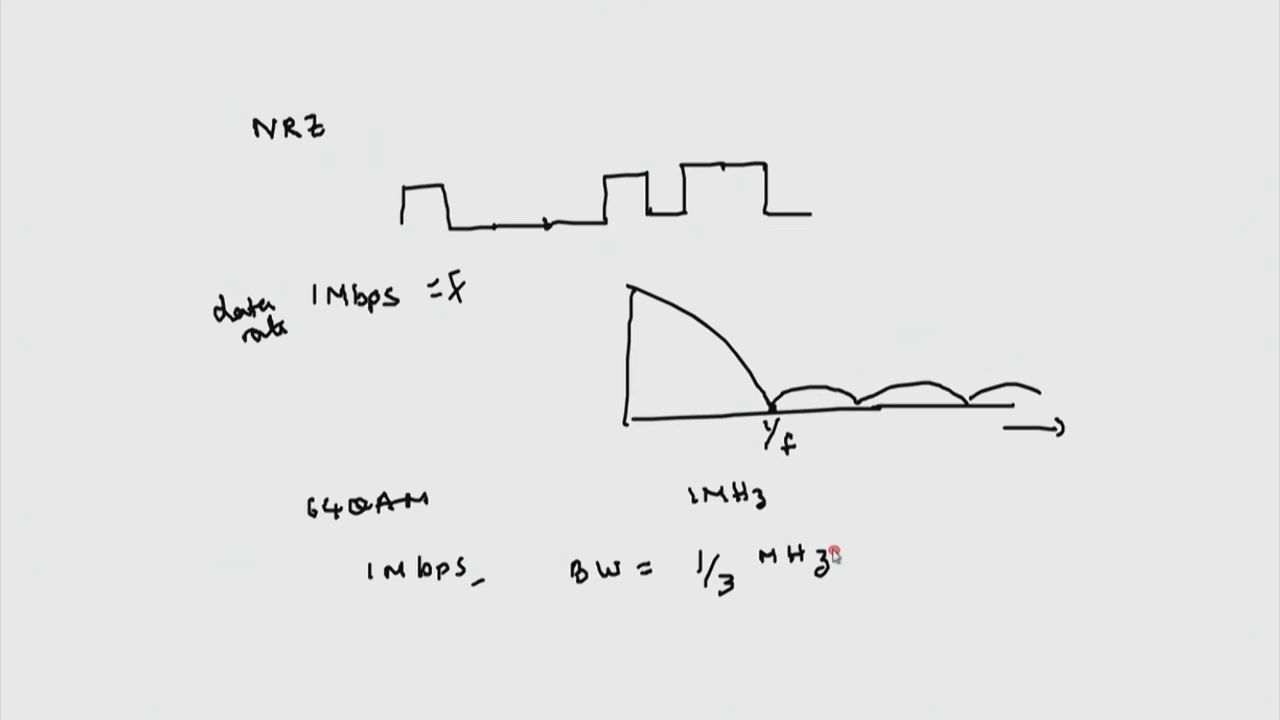 NRZ
data rate 1Mbps = f
1/f
64QAM
1MHz
1Mbps
BW = 1/3 MHz